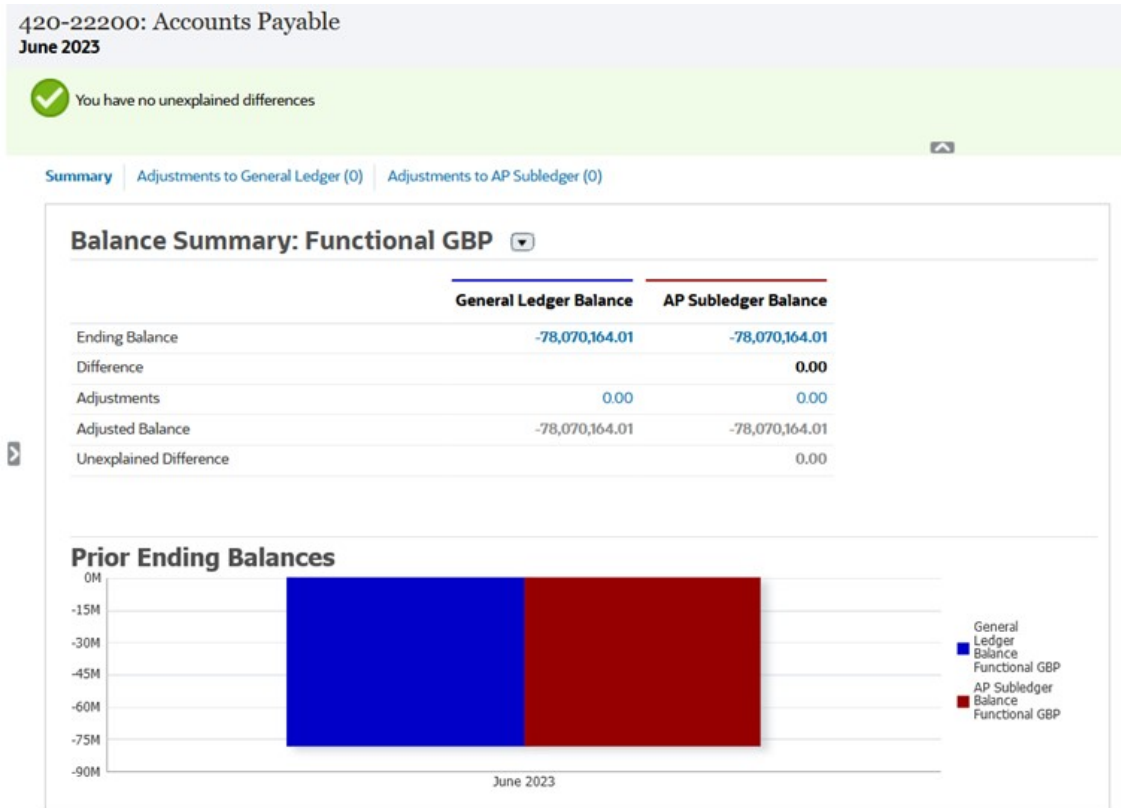 420-22200: Accounts Payable
June 2023
You have no unexplained differences
Summary Adjustments to General Ledger (0) Adjustments to AP Subledger (0)
Balance Summary: Functional GBP
General Ledger Balance AP Subledger Balance
Ending Balance -78,070,164.01 -78,070,164.01
Difference 0.00
Adjustments 0.00 0.00
Adjusted Balance -78,070,164.01 -78,070,164.01
Unexplained Difference 0.00
Prior Ending Balances
0M
-15M
-30M
-45M
-60M
-75M
-90M
June 2023
General
Ledger
Balance
Functional GBP
AP Subledger
Balance
Functional GBP